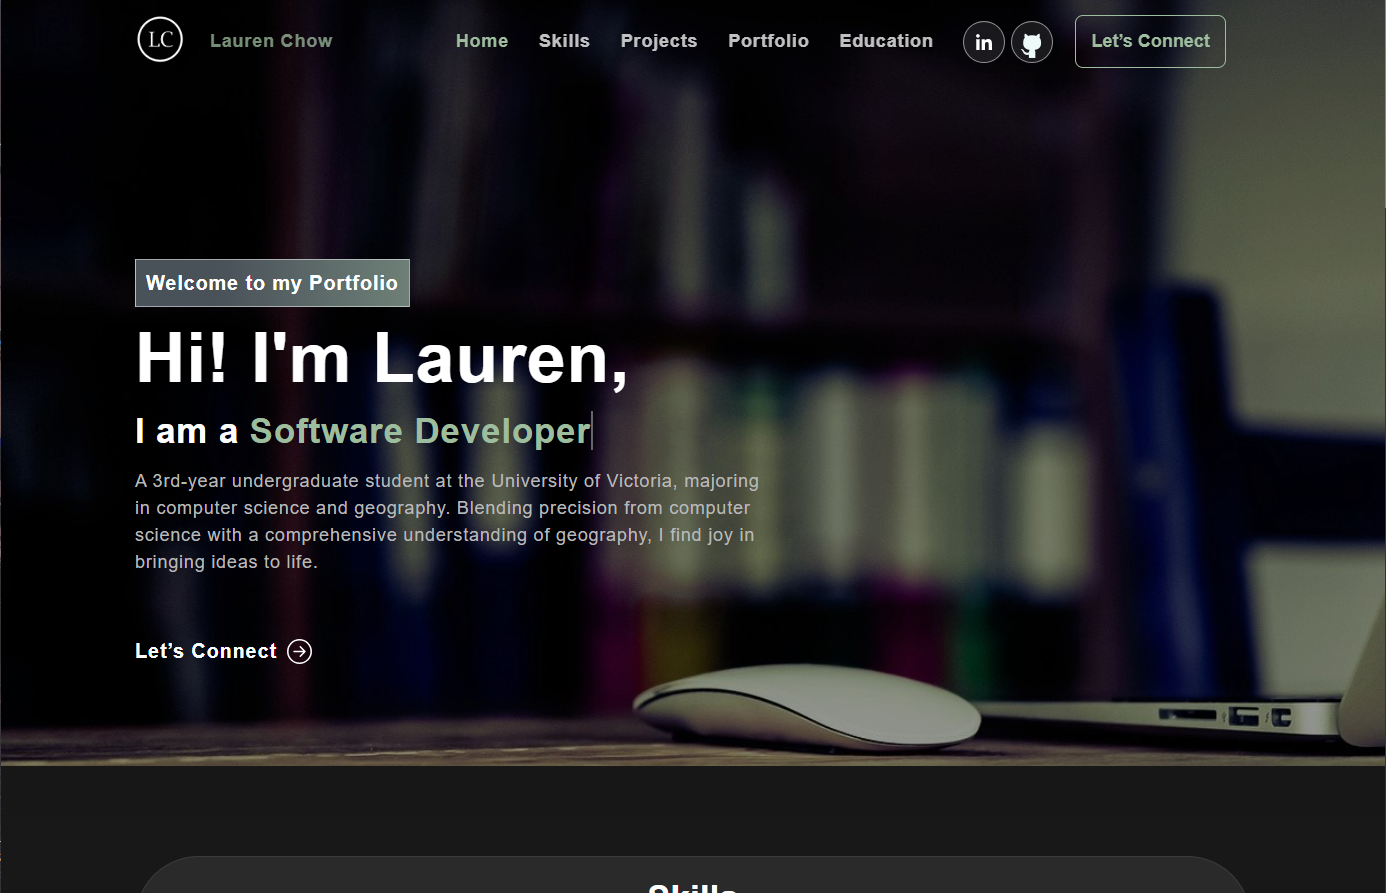 LC Lauren Chow Home Skills Projects Portfolio Education in Let’s Connect
Welcome to my Portfolio
Hi! I'm Lauren,
I am a Software Developer
A 3rd-year undergraduate student at the University of Victoria, majoring
in computer science and geography. Blending precision from computer
science with a comprehensive understanding of geography, I find joy in
bringing ideas to life.
Let’s Connect
Skills